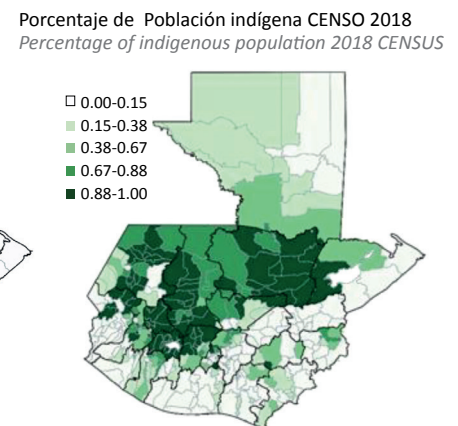 Porcentaje de Población indígena CENSO 2018
Percentage of indigenous population 2018 CENSUS
0.00-0.15
0.15-0.38
0.38-0.67
0.67-0.88
0.88-1.00